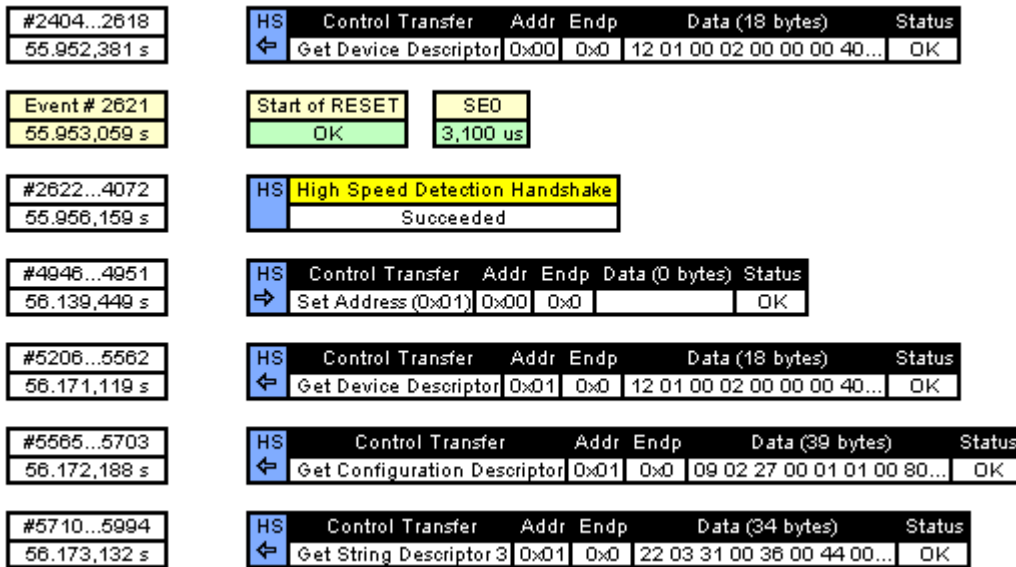 #2404...2618 HS Control Transfer Addr Endp Data (18 bytes) Status
55.952,381 s Get Device Descriptor 0x00 0x0 12 01 00 02 00 00 00 40... OK
Event # 2621 Start of RESET SE0
55.953,059 s OK 3,100 us
#2622...4072 HS High Speed Detection Handshake
55.956,159 s Succeeded
#4946...4951 HS Control Transfer Addr Endp Data (0 bytes) Status
56.139,449 s Set Address (0x01) 0x00 0x0 OK
#5206...5562 HS Control Transfer Addr Endp Data (18 bytes) Status
56.171,119 s Get Device Descriptor 0x01 0x0 12 01 00 02 00 00 00 40... OK
#5565...5703 HS Control Transfer Addr Endp Data (39 bytes) Status
56.172,188 s Get Configuration Descriptor 0x01 0x0 09 02 27 00 01 01 00 80... OK
#5710...5994 HS Control Transfer Addr Endp Data (34 bytes) Status
56.173,132 s Get String Descriptor 3 0x01 0x0 22 03 31 00 36 00 44 00... OK